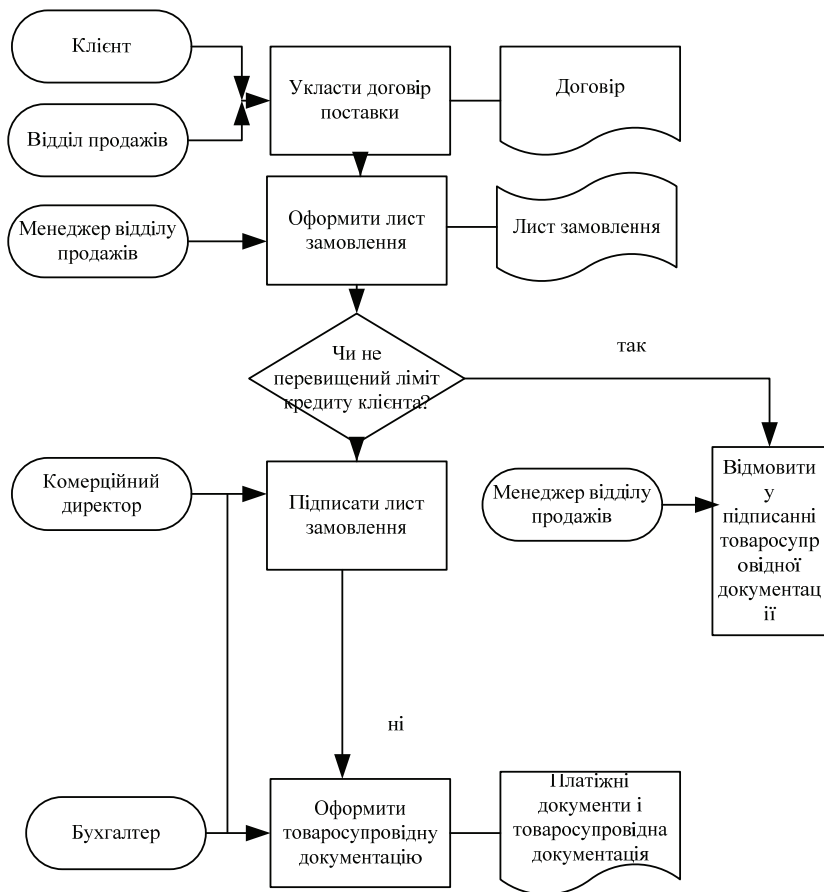 Клієнт
Укласти договір
поставки
Договір
Відділ продажів
Менеджер відділу
продажів
Оформити лист
замовлення
Лист замовлення
Чи не
перевищений ліміт
кредиту клієнта?
так
Комерційний
директор
Підписати лист
замовлення
Менеджер відділу
продажів
Відмовити
у
підписанні
товаросупр
овідної
документац
ії
ні
Бухгалтер
Оформити
товаросупровідну
документацію
Платіжні
документи і
товаросупровідна
документація